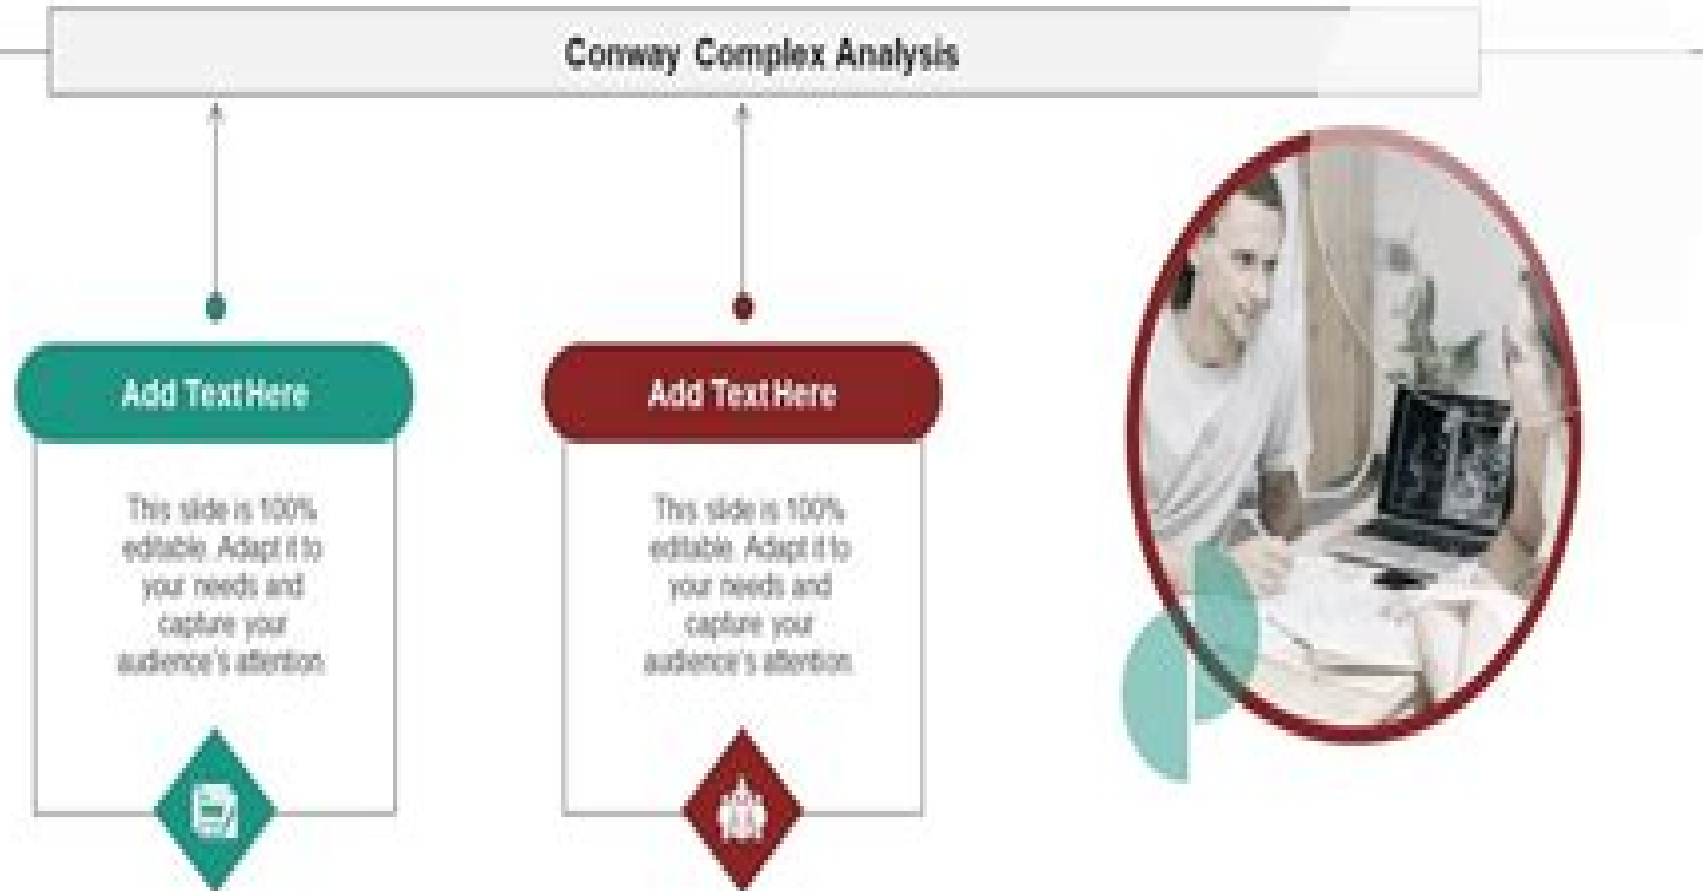 Conway Complex Analysis
Add Text Here
This slide is 100%
editable. Adapt it to
your needs and
capture your
audience's attention.
Add Text Here
This slide is 100%
editable. Adapt it to
your needs and
capture your
audience's attention.